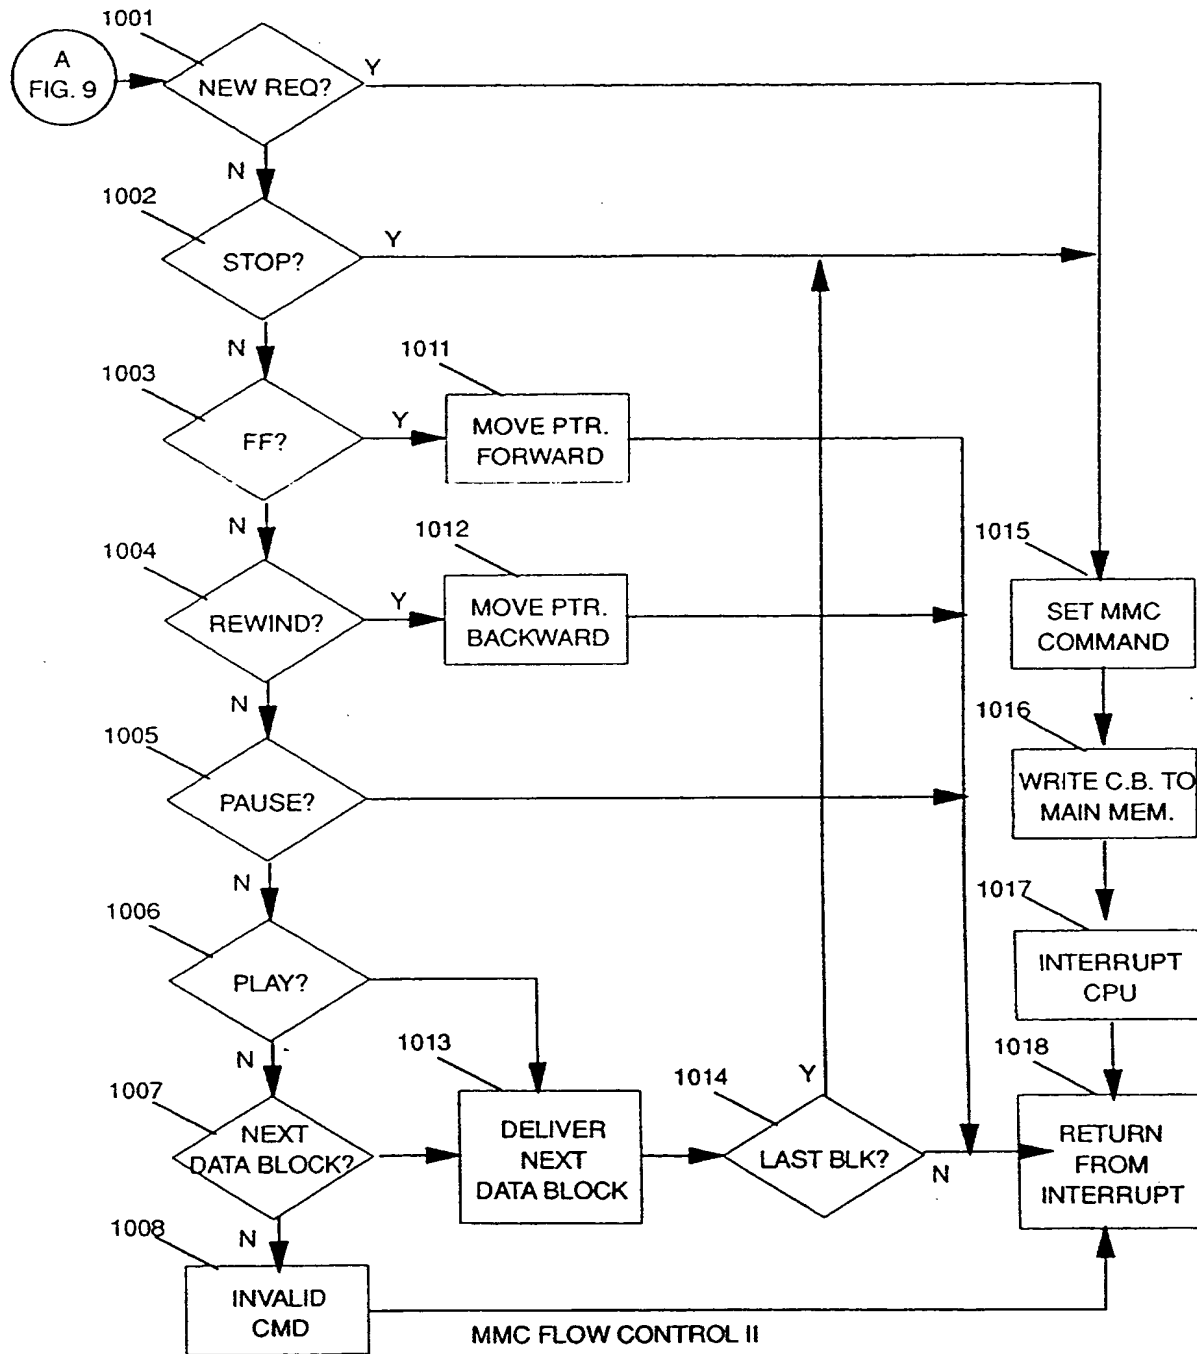 1001
A
FIG. 9
NEW REQ?
Y
N
1002
STOP?
Y
N
1003
FF?
Y
1011
MOVE PTR.
FORWARD
N
1004
REWIND?
Y
1012
MOVE PTR.
BACKWARD
1015
SET MMC
COMMAND
N
1005
PAUSE?
1016
WRITE C.B. TO
MAIN MEM.
N
1006
PLAY?
1017
INTERRUPT
CPU
N
1007
NEXT
DATA BLOCK?
1013
DELIVER
NEXT
DATA BLOCK
1014
Y
LAST BLK?
N
1018
RETURN
FROM
INTERRUPT
N
1008
INVALID
CMD
MMC FLOW CONTROL II